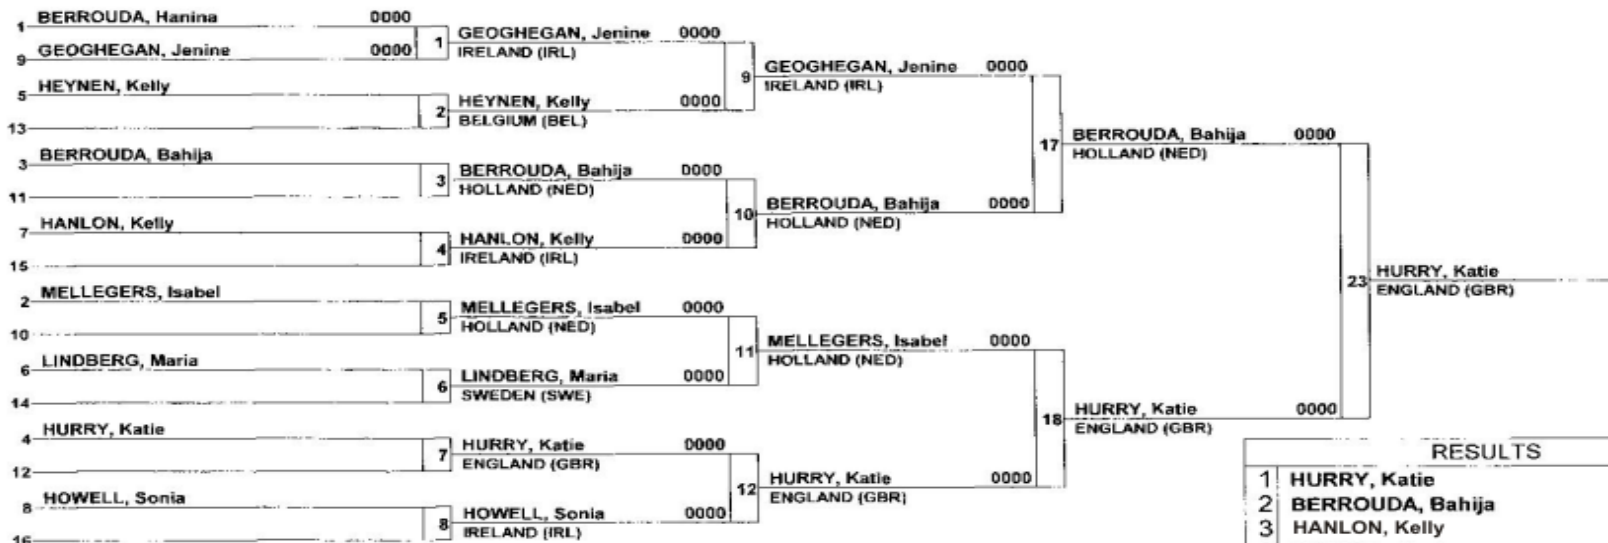 1 BERROUDA, Hanina 0000
9 GEOGHEGAN, Jenine 0000
1 GEOGHEGAN, Jenine 0000
IRELAND (IRL)
5 HEYNEN, Kelly
13
2 HEYNEN, Kelly 0000
BELGIUM (BEL)
9 GEOGHEGAN, Jenine 0000
IRELAND (IRL)
3 BERROUDA, Bahija
11
3 BERROUDA, Bahija 0000
HOLLAND (NED)
7 HANLON, Kelly
15
4 HANLON, Kelly 0000
IRELAND (IRL)
10 BERROUDA, Bahija 0000
HOLLAND (NED)
17 BERROUDA, Bahija 0000
HOLLAND (NED)
2 MELLEGERS, Isabel
10
5 MELLEGERS, Isabel 0000
HOLLAND (NED)
6 LINDBERG, Maria
14
6 LINDBERG, Maria 0000
SWEDEN (SWE)
11 MELLEGERS, Isabel 0000
HOLLAND (NED)
4 HURRY, Katie
12
7 HURRY, Katie 0000
ENGLAND (GBR)
8 HOWELL, Sonia
16
8 HOWELL, Sonia 0000
IRELAND (IRL)
12 HURRY, Katie 0000
ENGLAND (GBR)
18 HURRY, Katie 0000
ENGLAND (GBR)
23 HURRY, Katie
ENGLAND (GBR)
RESULTS
1 HURRY, Katie
2 BERROUDA, Bahija
3 HANLON, Kelly